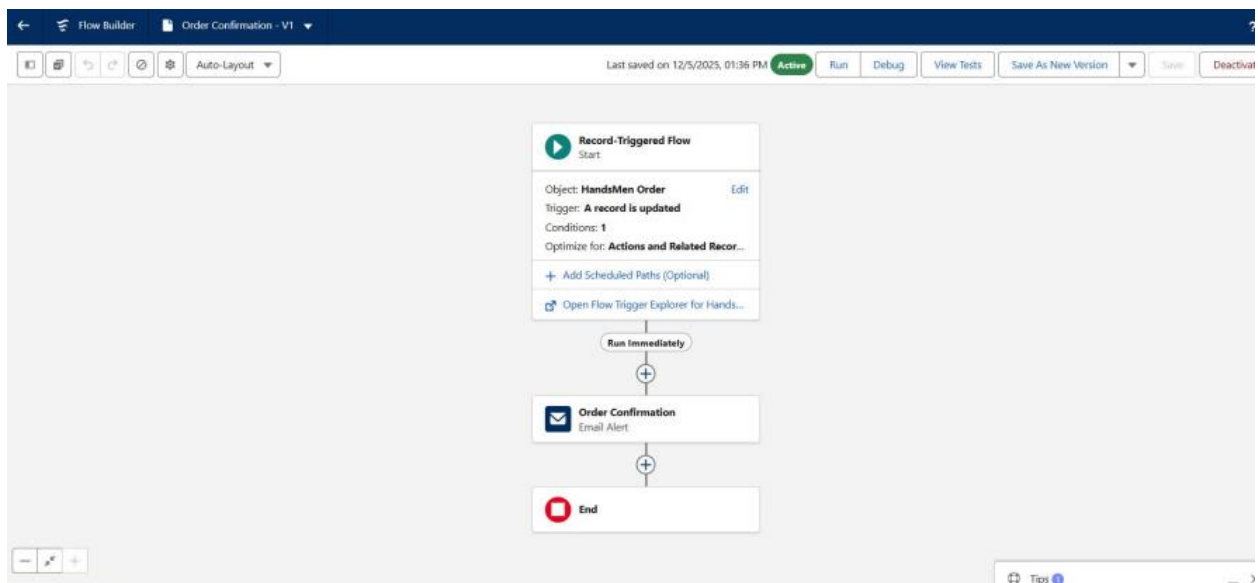 Flow Builder Order Confirmation - V1 ?
Auto-Layout Last saved on 12/5/2025, 01:36 PM Active Run Debug View Tests Save As New Version Save Deactivat
Record-Triggered Flow
Start
Object: HandsMen Order Edit
Trigger: A record is updated
Conditions: 1
Optimize for: Actions and Related Recor...
+ Add Scheduled Paths (Optional)
Open Flow Trigger Explorer for Hands...
Run Immediately
Order Confirmation
Email Alert
End
Tips 1